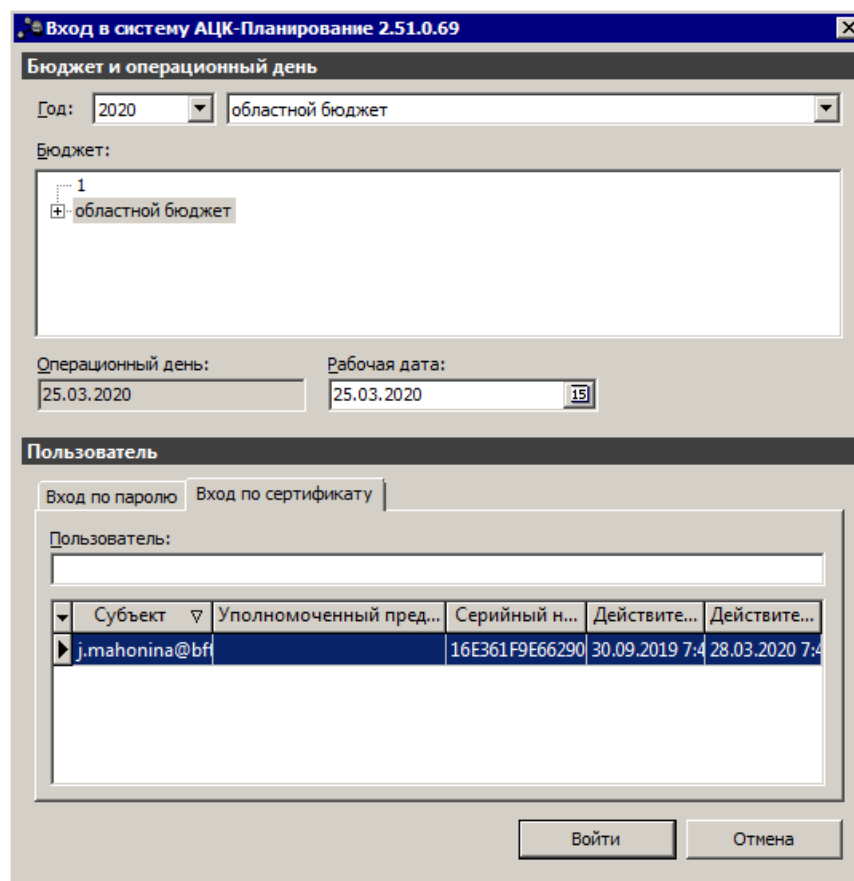 Вход в систему АЦК-Планирование 2.51.0.69
Бюджет и операционный день
Год: 2020 областной бюджет
Бюджет:
1
областной бюджет
Операционный день: Рабочая дата:
25.03.2020 25.03.2020 15
Пользователь
Вход по паролю Вход по сертификату
Пользователь:
Субъект Уполномоченный пред... Серийный н... Действите... Действите...
j.mahonina@bff 16E361F9E66290 30.09.2019 7:4 28.03.2020 7:4
Войти Отмена